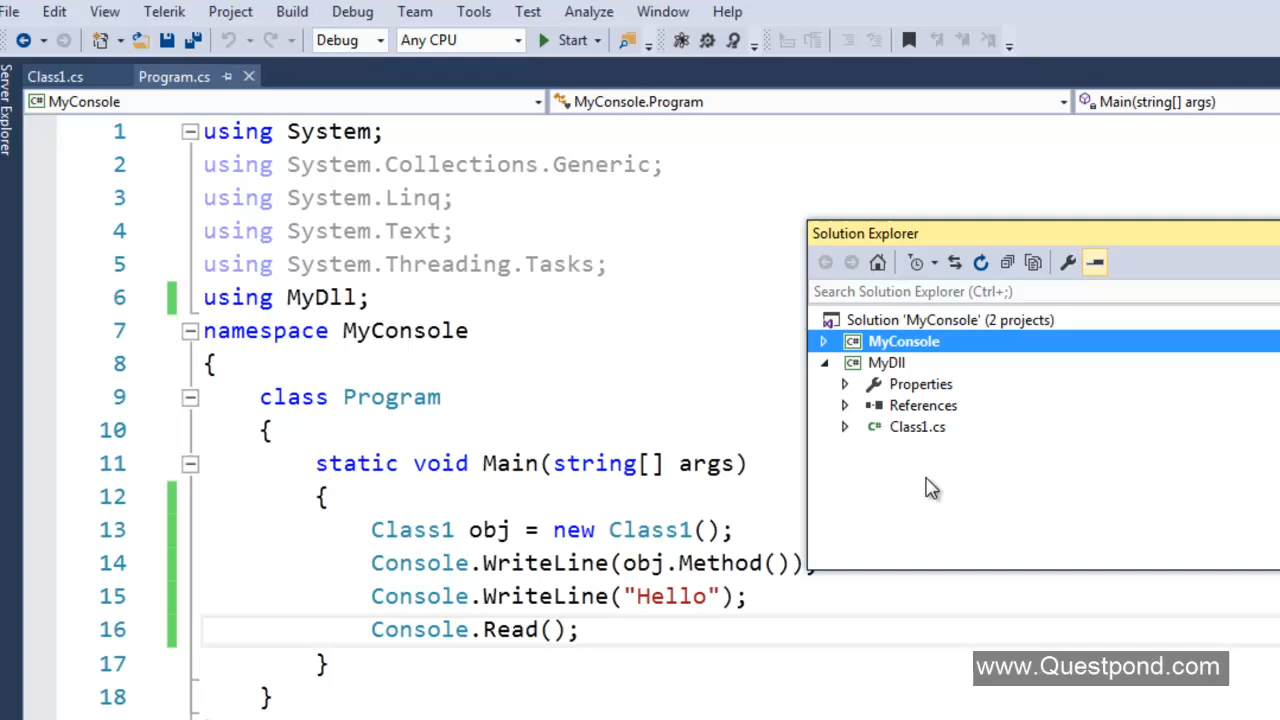 File Edit View Telerik Project Build Debug Team Tools Test Analyze Window Help
Debug Any CPU Start
Class1.cs Program.cs
Server Explorer
C# MyConsole MyConsole.Program Main(string[] args)
1 using System;
2 using System.Collections.Generic;
3 using System.Linq;
4 using System.Text;
5 using System.Threading.Tasks;
6 using MyDll;
7 namespace MyConsole
8 {
9 class Program
10 {
11 static void Main(string[] args)
12 {
13 Class1 obj = new Class1();
14 Console.WriteLine(obj.Method());
15 Console.WriteLine("Hello");
16 Console.Read();
17 }
18 }
Solution Explorer
Search Solution Explorer (Ctrl+;)
Solution 'MyConsole' (2 projects)
C# MyConsole
C# MyDll
Properties
References
C# Class1.cs
www.Questpond.com